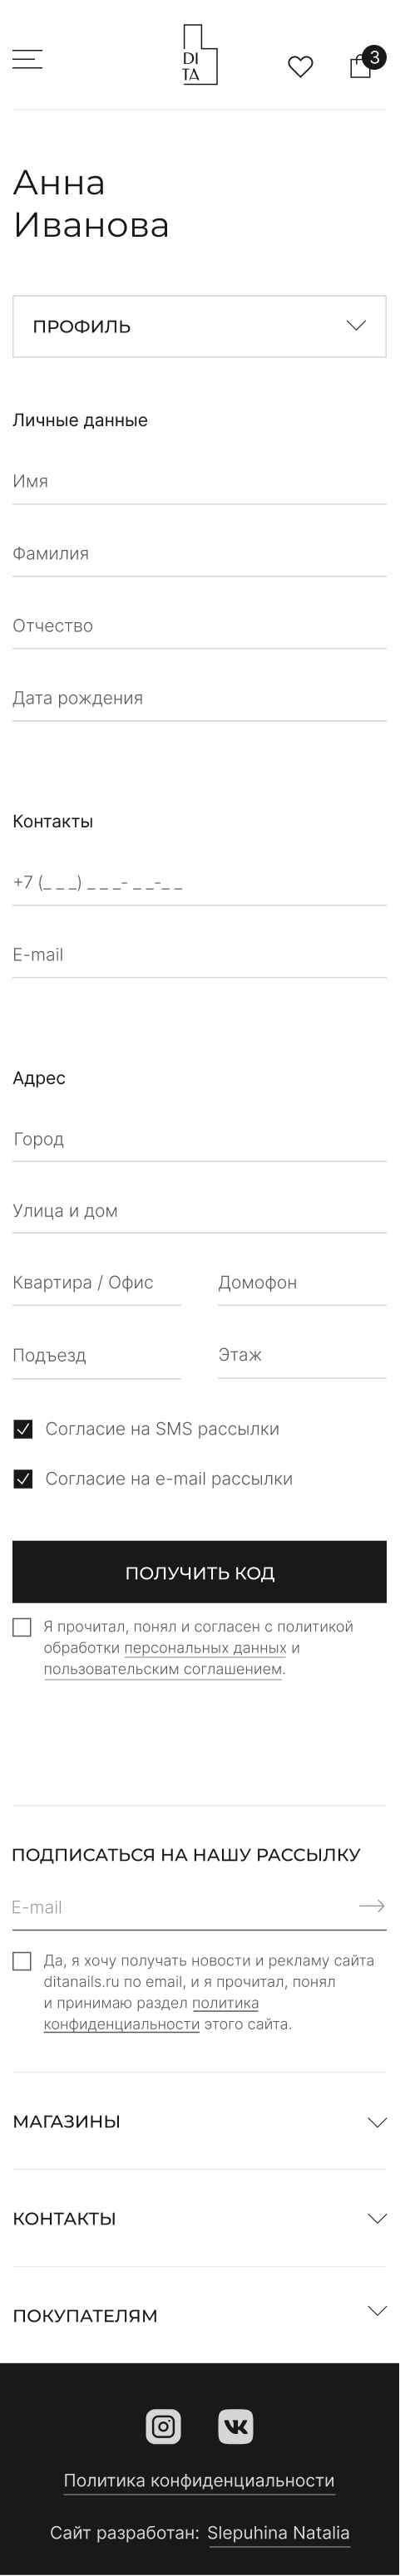 DI
TA
3
Анна
Иванова
ПРОФИЛЬ
Личные данные
Имя
Фамилия
Отчество
Дата рождения
Контакты
+7 (_ _ _) _ _ _- _ _-_ _
E-mail
Адрес
Город
Улица и дом
Квартира / Офис Домофон
Подъезд Этаж
Согласие на SMS рассылки
Согласие на e-mail рассылки
ПОЛУЧИТЬ КОД
Я прочитал, понял и согласен с политикой
обработки персональных данных и
пользовательским соглашением.
ПОДПИСАТЬСЯ НА НАШУ РАССЫЛКУ
E-mail
Да, я хочу получать новости и рекламу сайта
ditanails.ru по email, и я прочитал, понял
и принимаю раздел политика
конфиденциальности этого сайта.
МАГАЗИНЫ
КОНТАКТЫ
ПОКУПАТЕЛЯМ
Политика конфиденциальности
Сайт разработан: Slepuhina Natalia